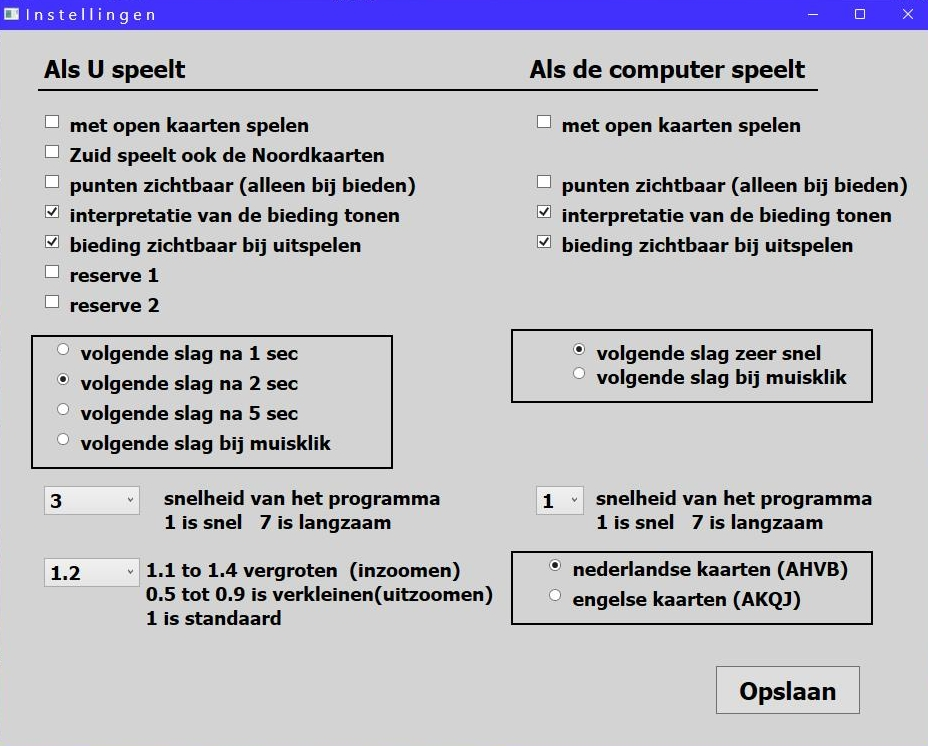 Instellingen
Als U speelt
met open kaarten spelen
Zuid speelt ook de Noordkaarten
punten zichtbaar (alleen bij bieden)
interpretatie van de bieding tonen
bieding zichtbaar bij uitspelen
reserve 1
reserve 2
volgende slag na 1 sec
volgende slag na 2 sec
volgende slag na 5 sec
volgende slag bij muisklik
3
snelheid van het programma
1 is snel 7 is langzaam
1.2
1.1 to 1.4 vergroten (inzoomen)
0.5 tot 0.9 is verkleinen(uitzoomen)
1 is standaard
Als de computer speelt
met open kaarten spelen
punten zichtbaar (alleen bij bieden)
interpretatie van de bieding tonen
bieding zichtbaar bij uitspelen
volgende slag zeer snel
volgende slag bij muisklik
1
snelheid van het programma
1 is snel 7 is langzaam
nederlandse kaarten (AHVB)
engelse kaarten (AKQJ)
Opslaan